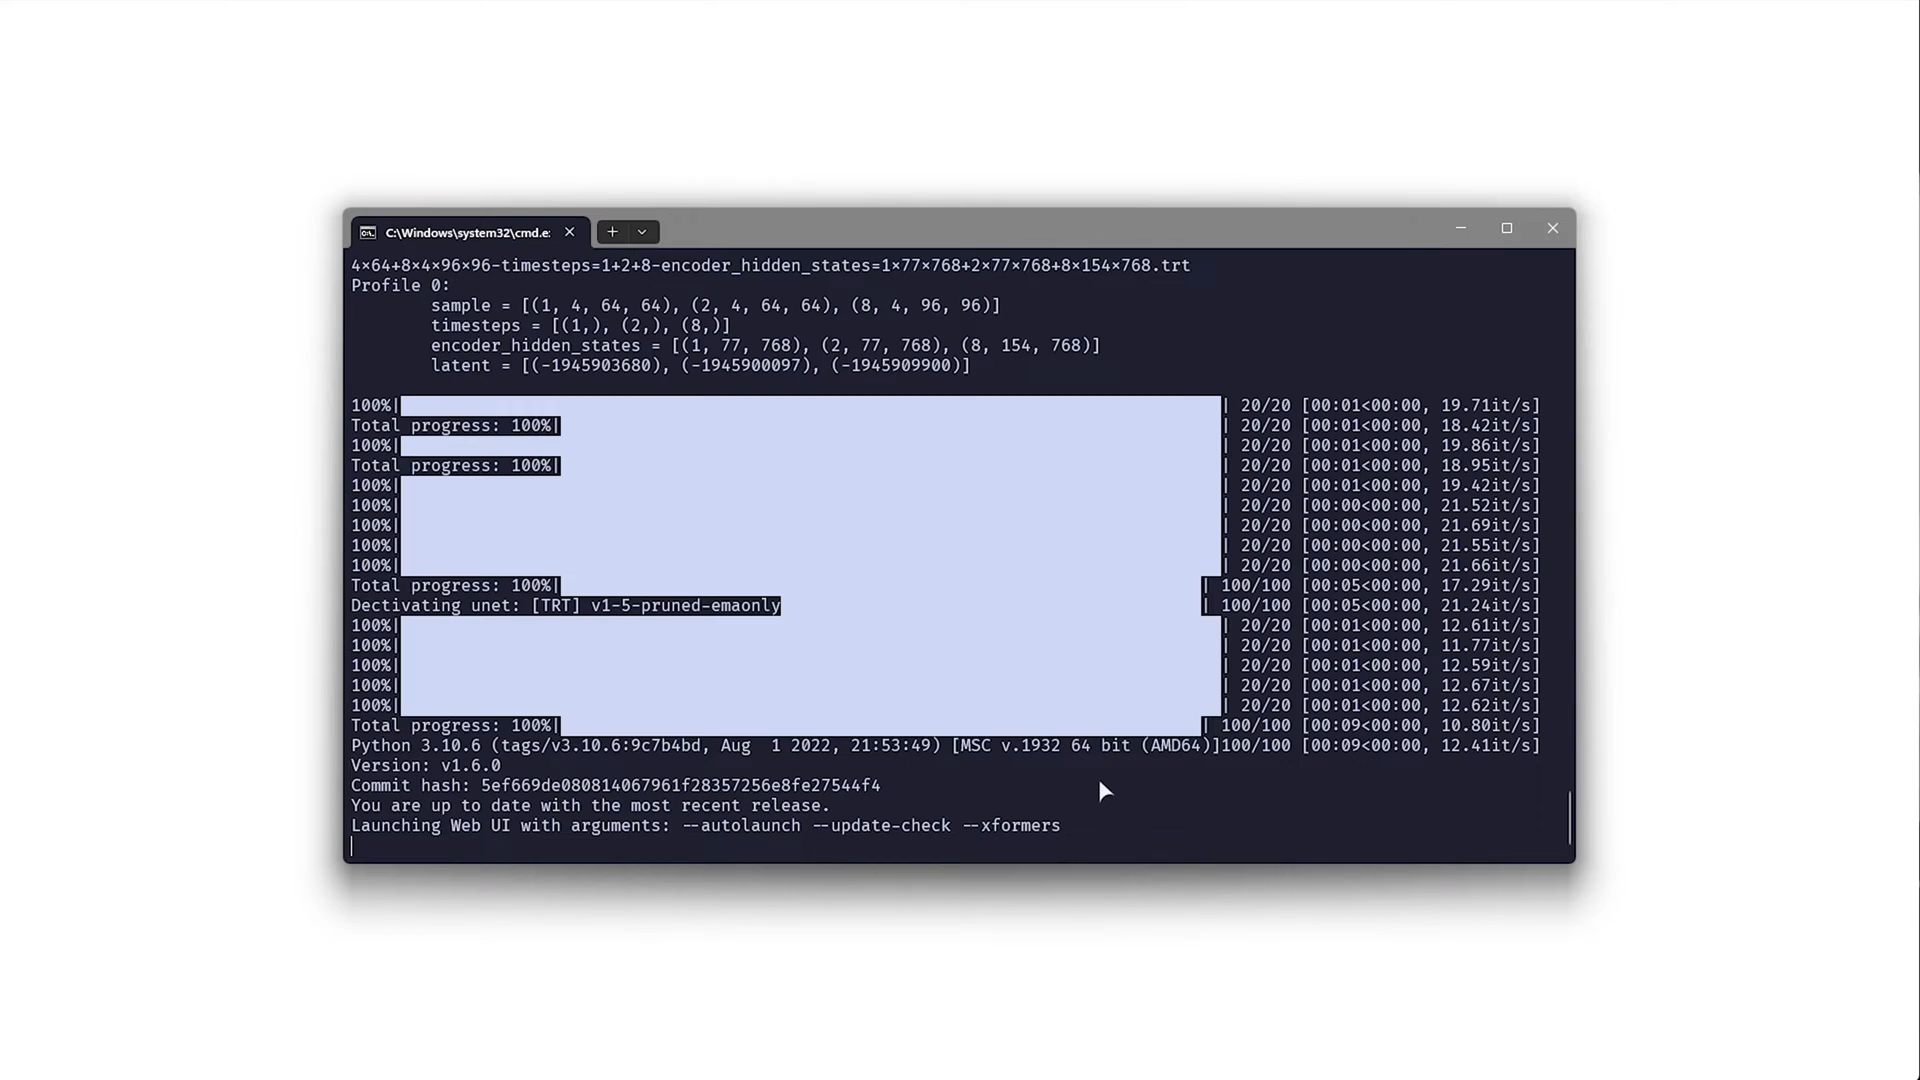 C:\Windows\system32\cmd.e:
4×64+8×4×96×96-timesteps=1+2+8-encoder_hidden_states=1×77×768+2×77×768+8×154×768.trt
Profile 0:
sample = [(1, 4, 64, 64), (2, 4, 64, 64), (8, 4, 96, 96)]
timesteps = [(1,), (2,), (8,)]
encoder_hidden_states = [(1, 77, 768), (2, 77, 768), (8, 154, 768)]
latent = [(-1945903680), (-1945900097), (-1945909900)]
100%| | 20/20 [00:01<00:00, 19.71it/s]
Total progress: 100%| | 20/20 [00:01<00:00, 18.42it/s]
100%| | 20/20 [00:01<00:00, 19.86it/s]
Total progress: 100%| | 20/20 [00:01<00:00, 18.95it/s]
100%| | 20/20 [00:01<00:00, 19.42it/s]
100%| | 20/20 [00:00<00:00, 21.52it/s]
100%| | 20/20 [00:00<00:00, 21.69it/s]
100%| | 20/20 [00:00<00:00, 21.55it/s]
100%| | 20/20 [00:00<00:00, 21.66it/s]
Total progress: 100%| | 100/100 [00:05<00:00, 17.29it/s]
Dectivating unet: [TRT] v1-5-pruned-emaonly | 100/100 [00:05<00:00, 21.24it/s]
100%| | 20/20 [00:01<00:00, 12.61it/s]
100%| | 20/20 [00:01<00:00, 11.77it/s]
100%| | 20/20 [00:01<00:00, 12.59it/s]
100%| | 20/20 [00:01<00:00, 12.67it/s]
100%| | 20/20 [00:01<00:00, 12.62it/s]
Total progress: 100%| | 100/100 [00:09<00:00, 10.80it/s]
Python 3.10.6 (tags/v3.10.6:9c7b4bd, Aug  1 2022, 21:53:49) [MSC v.1932 64 bit (AMD64)]100/100 [00:09<00:00, 12.41it/s]
Version: v1.6.0
Commit hash: 5ef669de080814067961f28357256e8fe27544f4
You are up to date with the most recent release.
Launching Web UI with arguments: --autolaunch --update-check --xformers